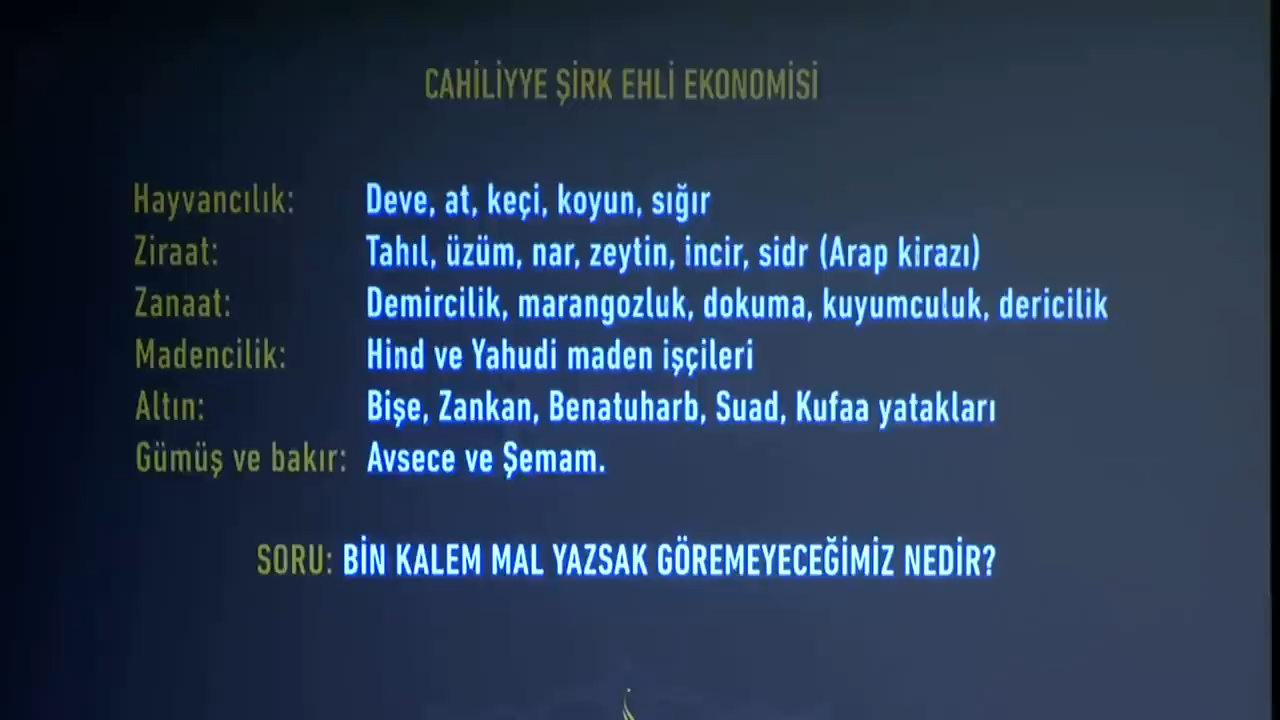 CAHİLİYYE ŞİRK EHLİ EKONOMİSİ
Hayvancılık: Deve, at, keçi, koyun, sığır
Ziraat: Tahıl, üzüm, nar, zeytin, incir, sidr (Arap kirazı)
Zanaat: Demircilik, marangozluk, dokuma, kuyumculuk, dericilik
Madencilik: Hind ve Yahudi maden işçileri
Altın: Bişe, Zankan, Benatuharb, Suad, Kufaa yatakları
Gümüş ve bakır: Avsece ve Şemam.
SORU: BİN KALEM MAL YAZSAK GÖREMEYECEĞİMİZ NEDİR?